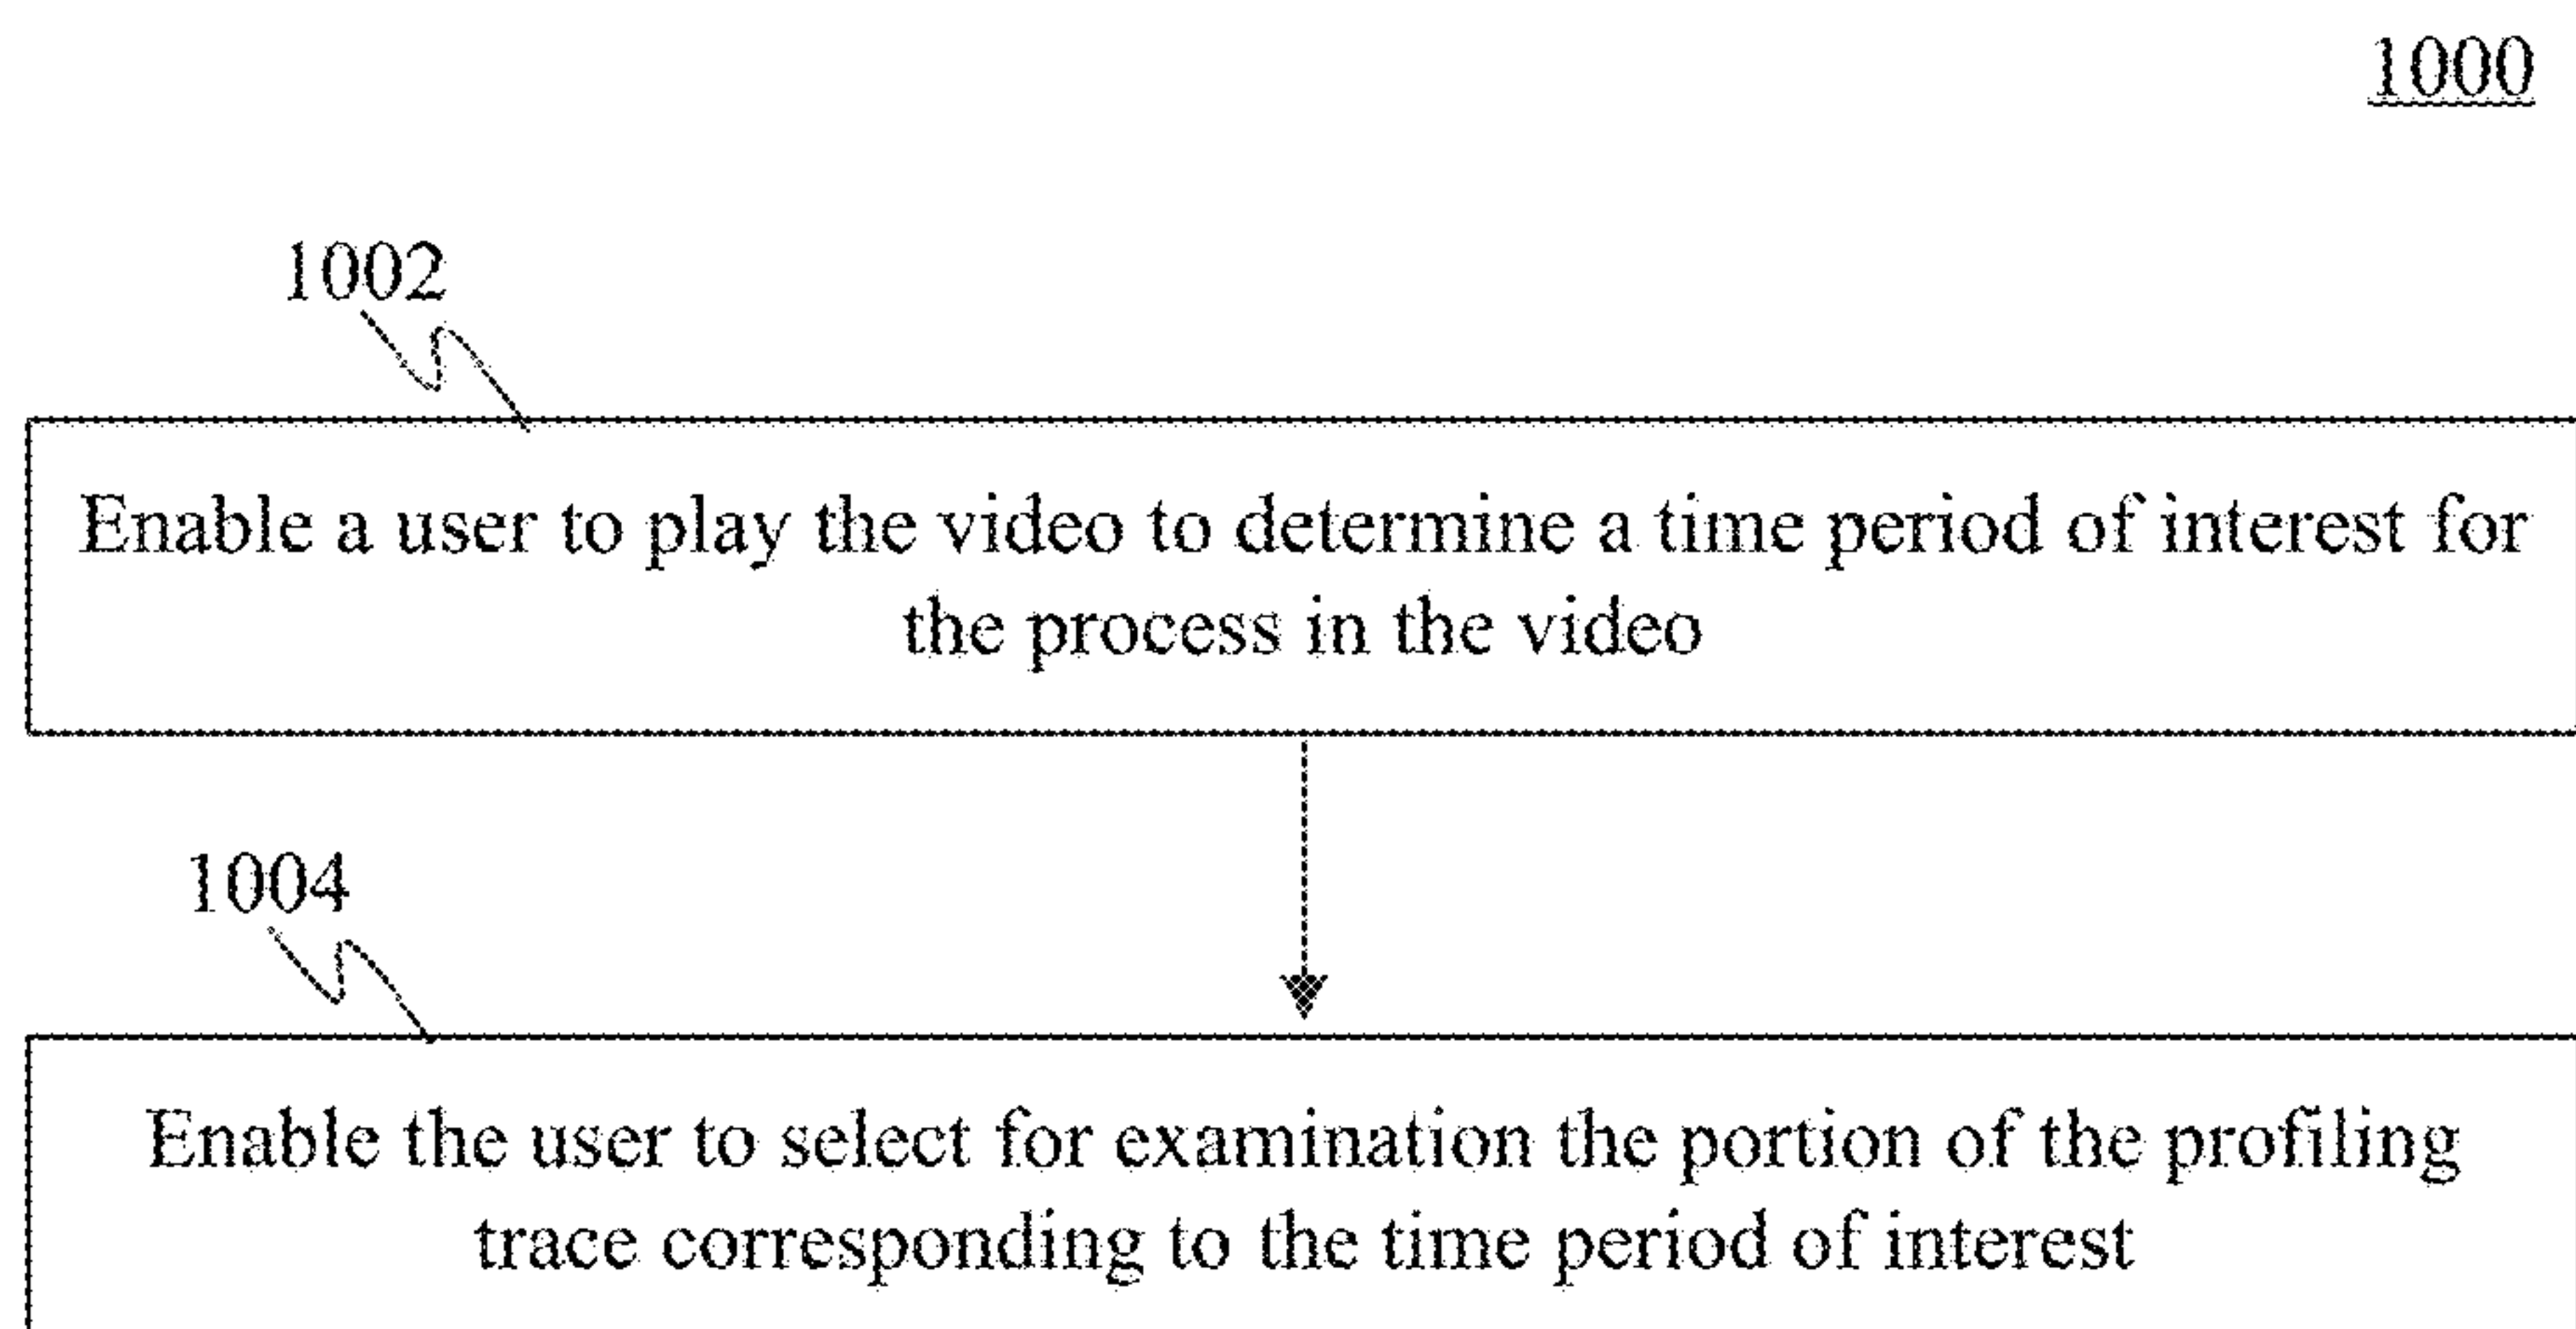 1000
1002
Enable a user to play the video to determine a time period of interest for
the process in the video
1004
Enable the user to select for examination the portion of the profiling
trace corresponding to the time period of interest